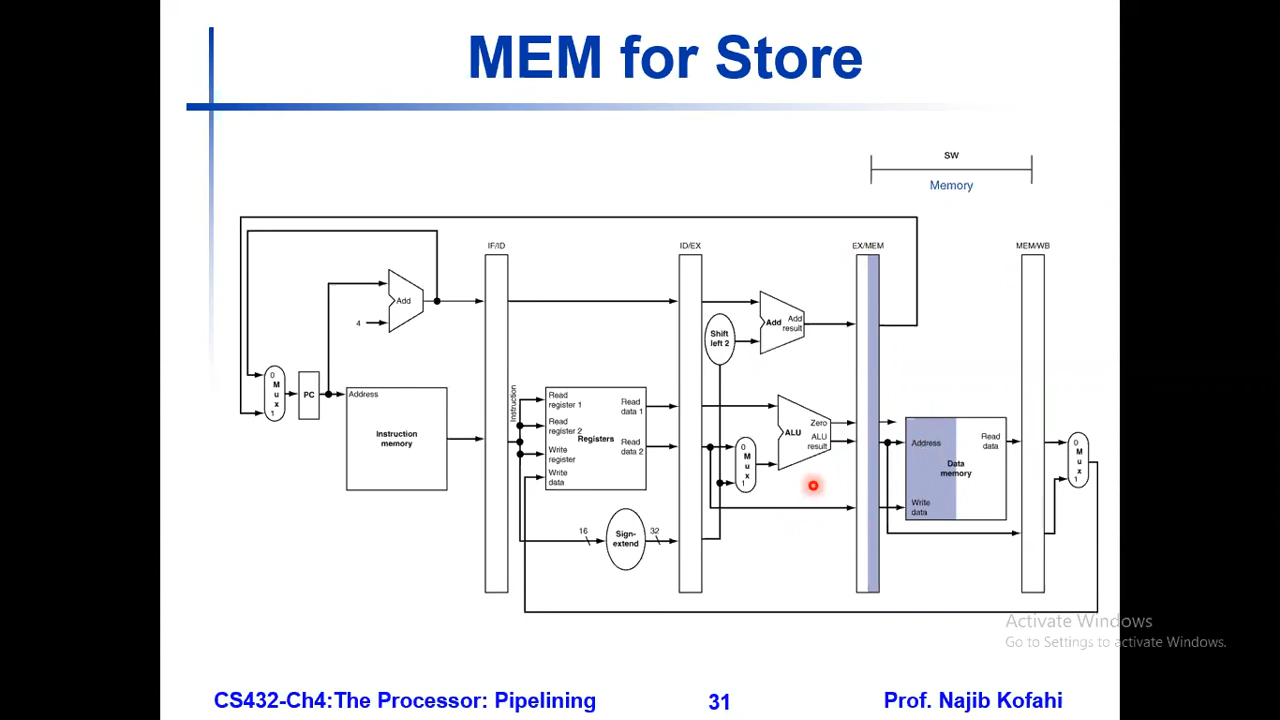 MEM for Store
SW
Memory
IF/ID
ID/EX
EX/MEM
MEM/WB
Add
4
Shift
left 2
Add
Add
result
0
M
u
x
1
PC
Address
Instruction
memory
Instruction
Read
register 1
Read
register 2
Write
register
Write
data
Registers
Read
data 1
Read
data 2
16
Sign-
extend
32
0
M
u
x
1
ALU
Zero
ALU
result
Address
Data
memory
Write
data
Read
data
0
M
u
x
1
Activate Windows
Go to Settings to activate Windows.
CS432-Ch4:The Processor: Pipelining
31
Prof. Najib Kofahi